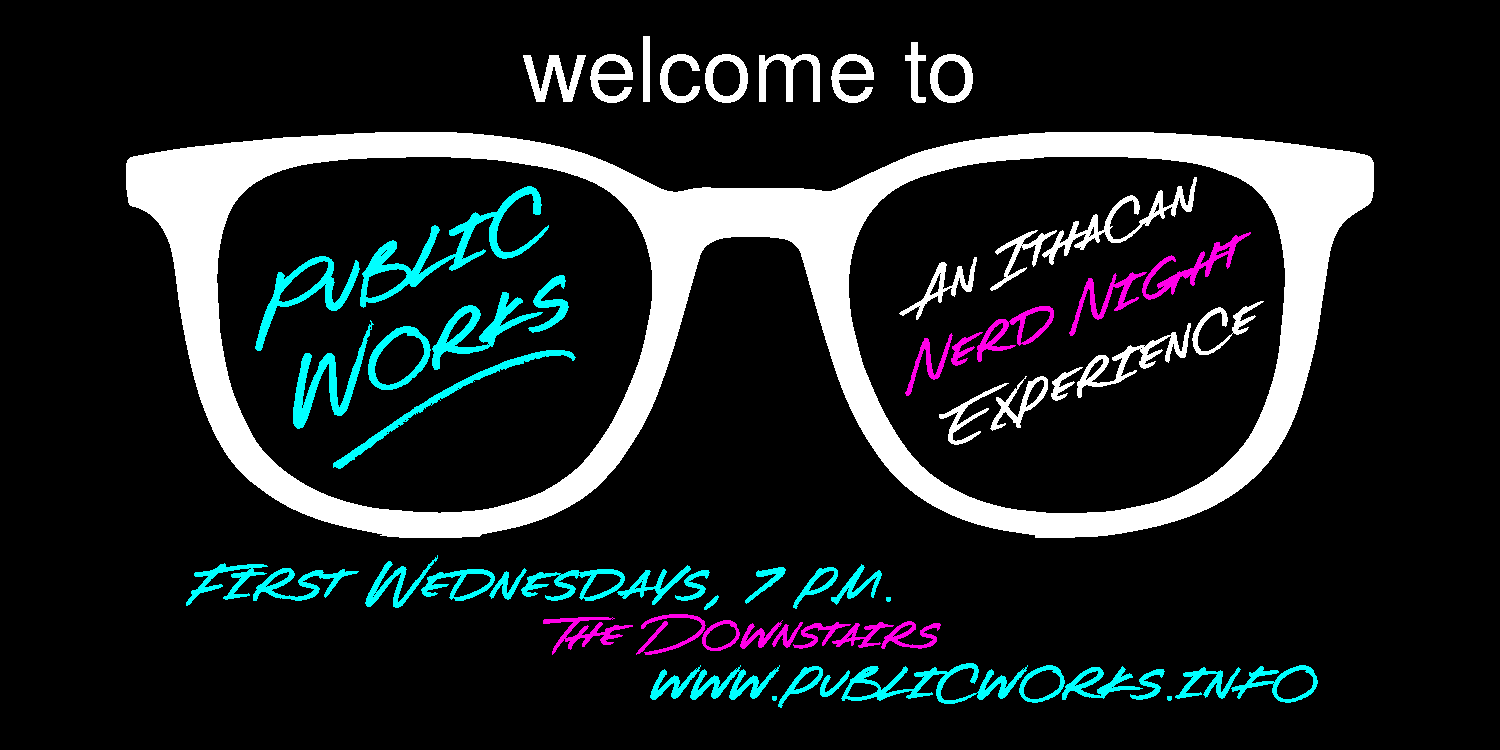 welcome to
PUBLIC
WORKS
AN ITHACAN
NERD NIGHT
EXPERIENCE
FIRST WEDNESDAYS, 7 P.M.
THE DOWNSTAIRS
WWW.PUBLICWORKS.INFO